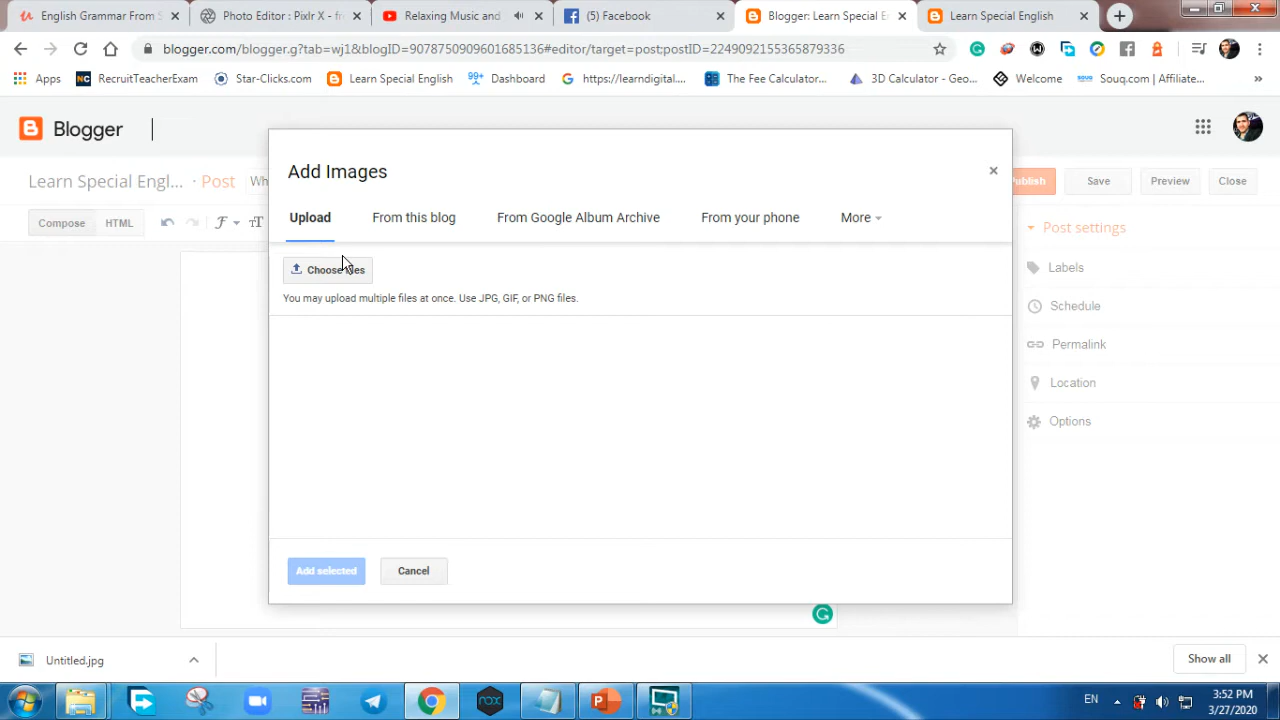 English Grammar From S
Photo Editor : Pixlr X - free
Relaxing Music and
(5) Facebook
Blogger: Learn Special E
Learn Special English
blogger.com/blogger.g?tab=wj1&blogID=9078750909601685136#editor/target=post;postID=2249092155365879336
Apps
RecruitTeacherExam
Star-Clicks.com
Learn Special English
Dashboard
https://learndigital....
The Fee Calculator...
3D Calculator - Geo...
Welcome
Souq.com | Affiliate...
Blogger
Learn Special Engl... · Post
Publish
Save
Preview
Close
Compose
HTML
Add Images
Upload
From this blog
From Google Album Archive
From your phone
More
Choose files
You may upload multiple files at once. Use JPG, GIF, or PNG files.
Add selected
Cancel
Post settings
Labels
Schedule
Permalink
Location
Options
Untitled.jpg
Show all
EN
3:52 PM
3/27/2020